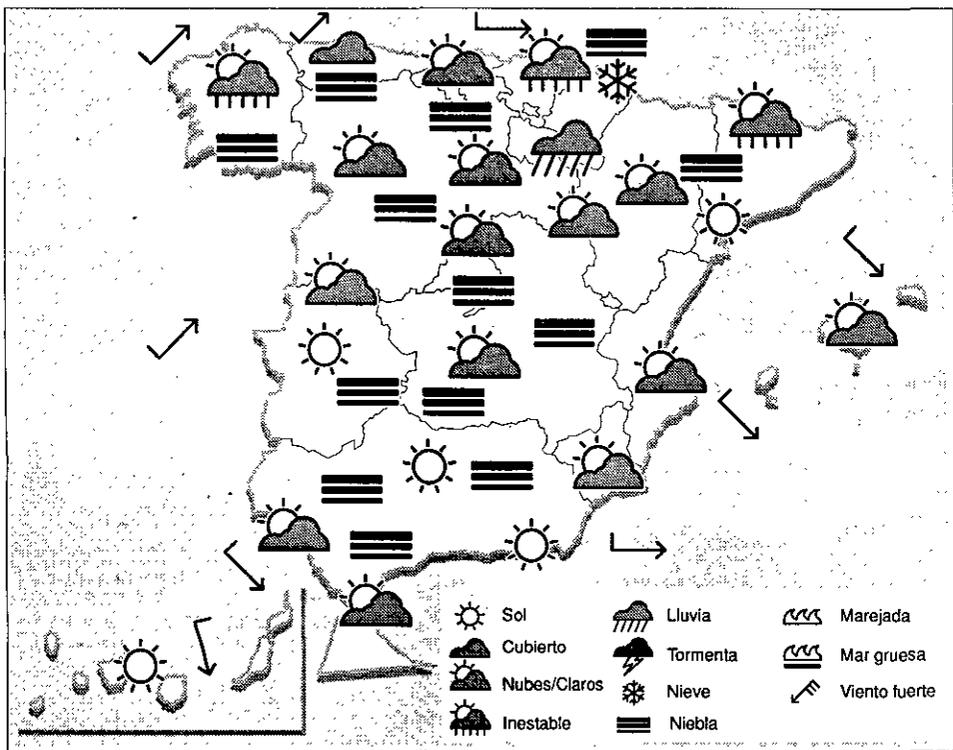 Sol
Cubierto
Nubes/Claros
Inestable
Lluvia
Tormenta
Nieve
Niebla
Marejada
Mar gruesa
Viento fuerte